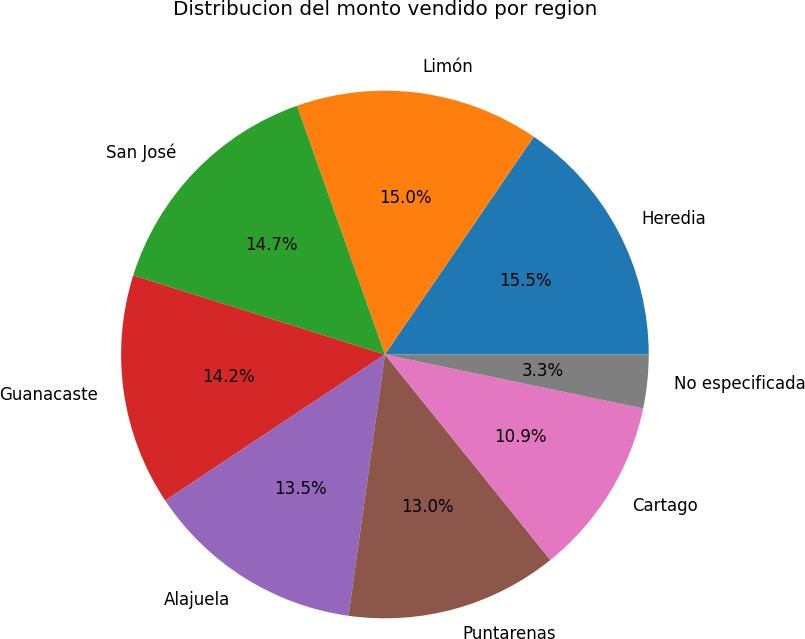 Distribucion del monto vendido por region
Limón
San José
15.0%
Heredia
14.7%
15.5%
14.2%
3.3%
No especificada
Guanacaste
10.9%
13.5%
13.0%
Cartago
Alajuela
Puntarenas